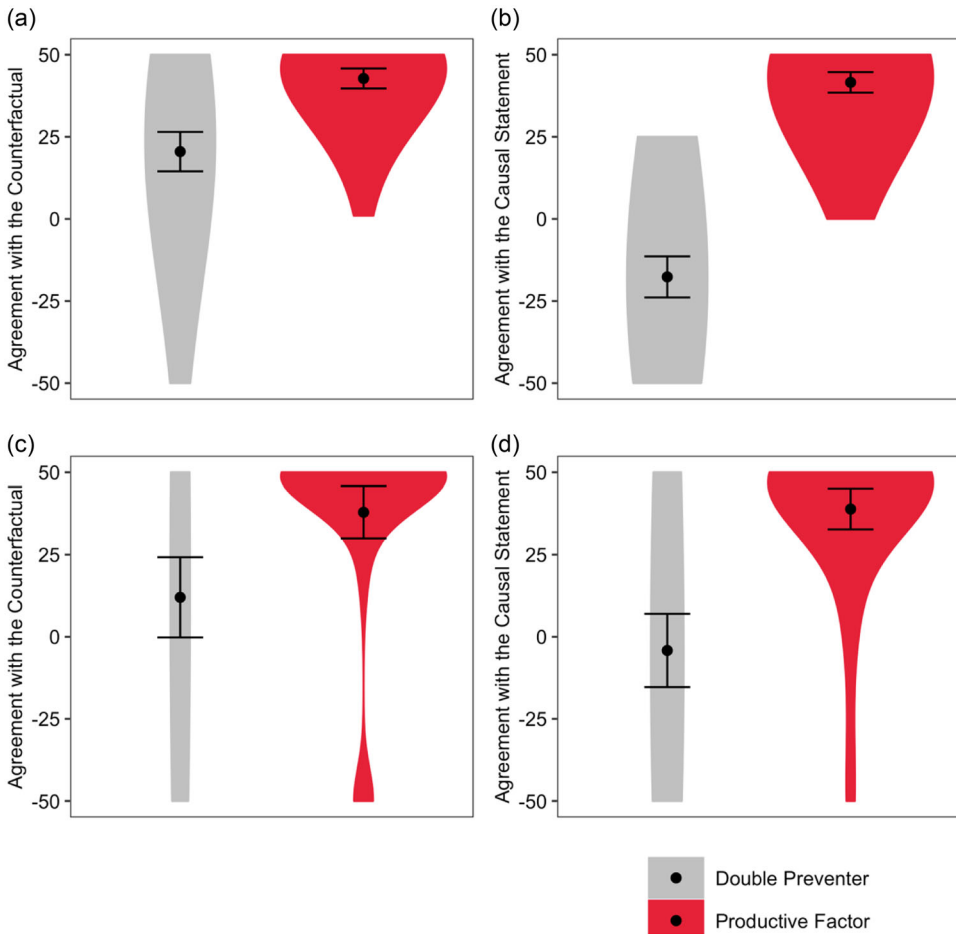 (a)
Agreement with the Counterfactual
50
25
0
-25
-50
(b)
Agreement with the Causal Statement
50
25
0
-25
-50
(c)
Agreement with the Counterfactual
50
25
0
-25
-50
(d)
Agreement with the Causal Statement
50
25
0
-25
-50
Double Preventer
Productive Factor